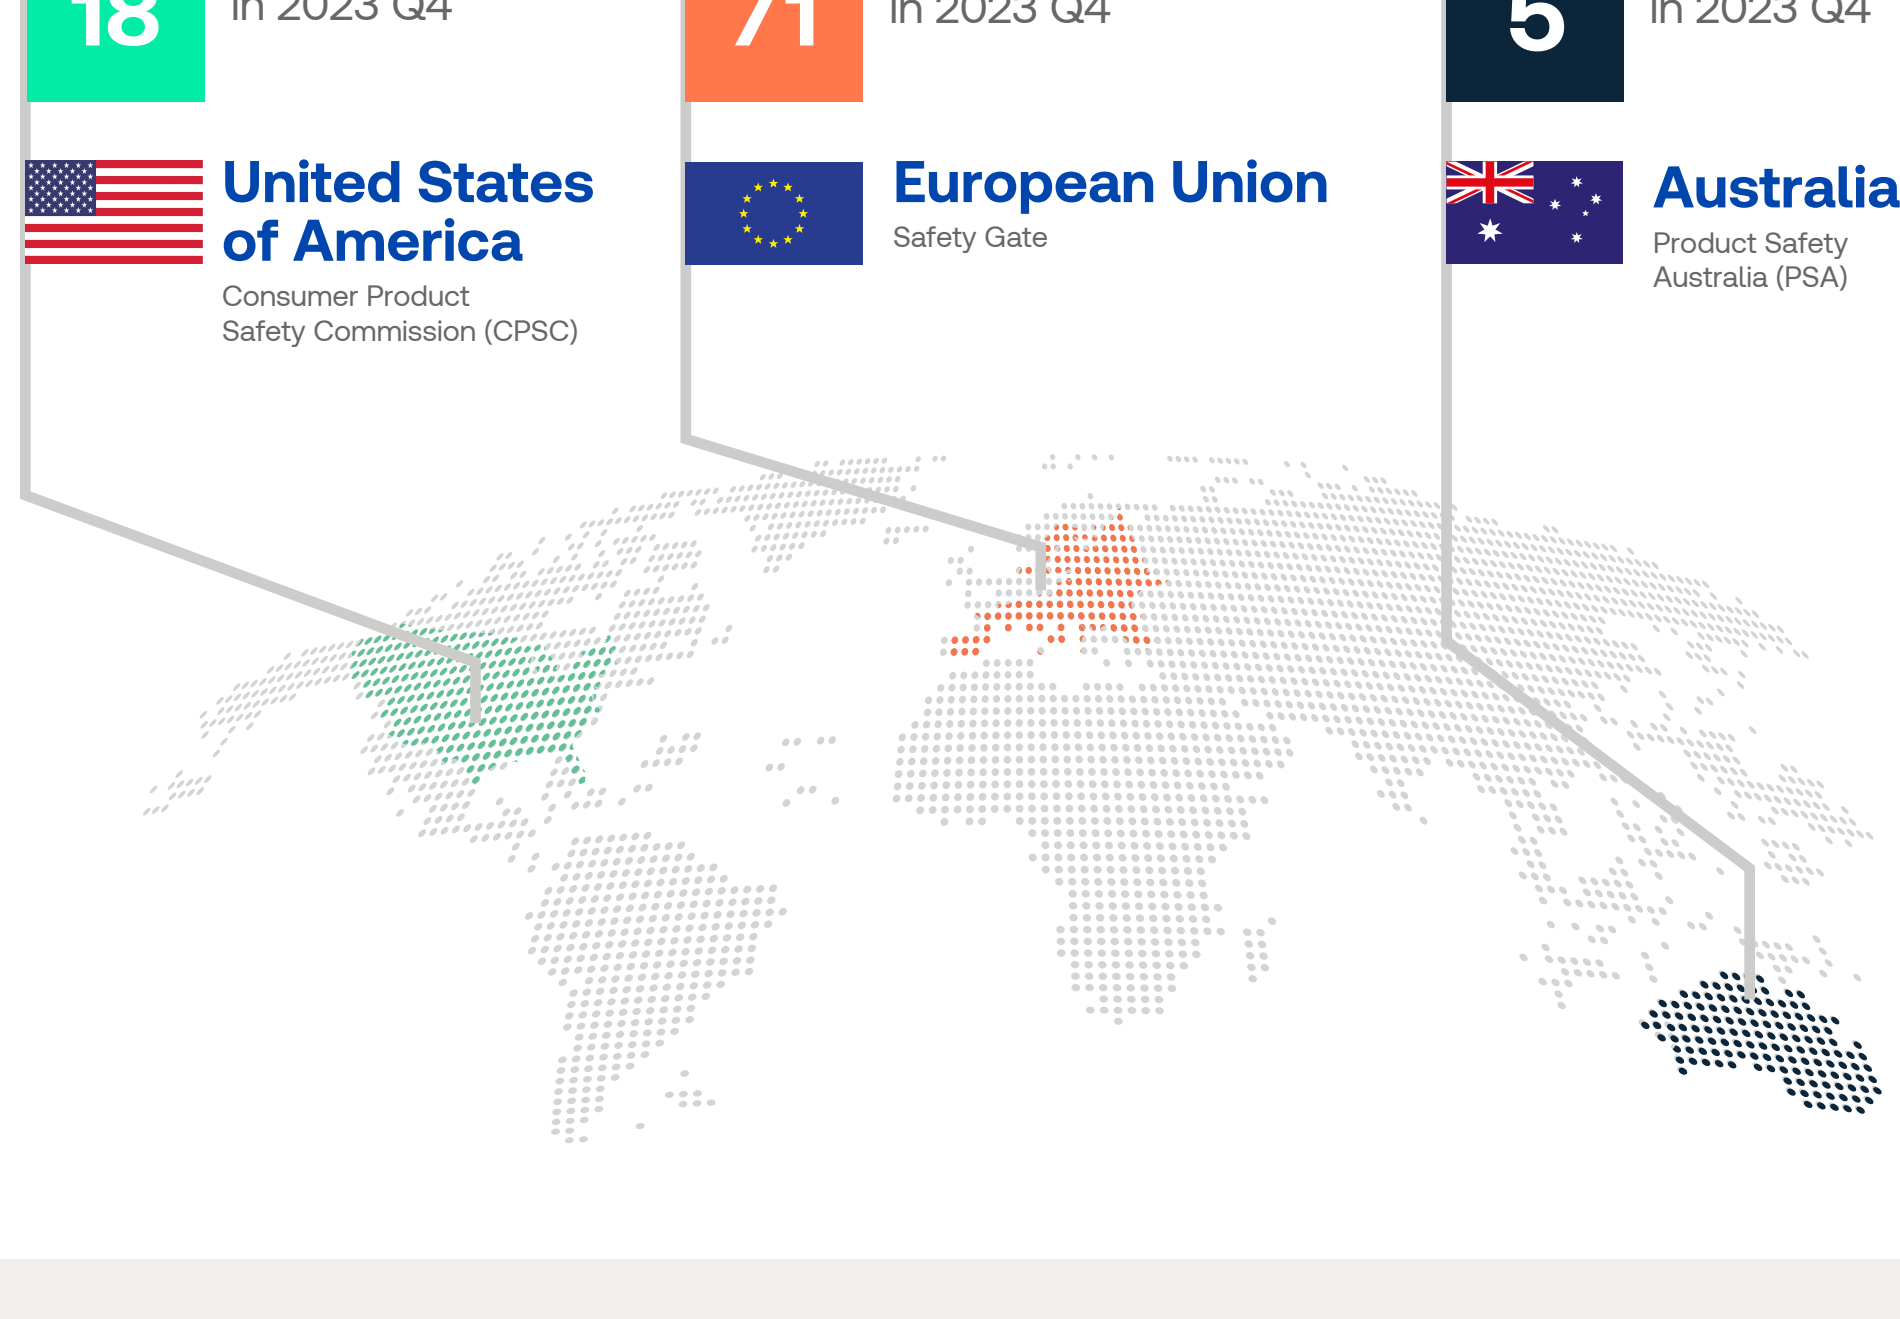 18
in 2023 Q4
71
in 2023 Q4
5
in 2023 Q4
United States
of America
Consumer Product
Safety Commission (CPSC)
European Union
Safety Gate
Australia
Product Safety
Australia (PSA)